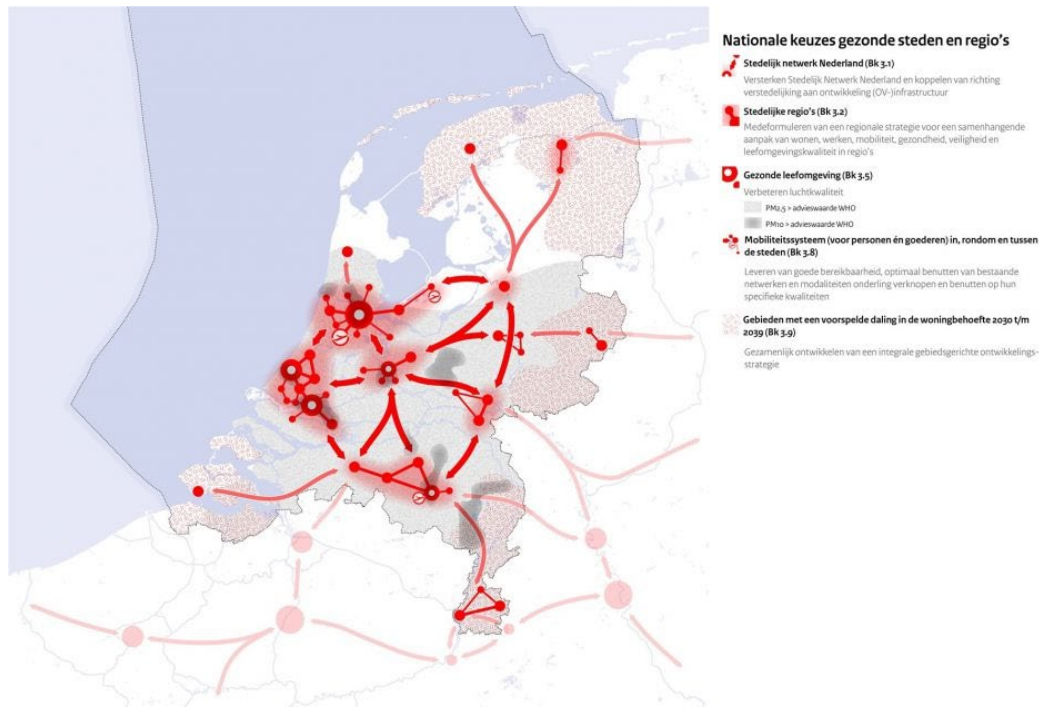 Nationale keuzes gezonde steden en regio's
Stedelijk netwerk Nederland (Bk 3.1)
Versterken Stedelijk Netwerk Nederland en koppelen van richting
verstedelijking aan ontwikkeling (OV-)infrastructuur
Stedelijke regio's (Bk 3.2)
Medeformuleren van een regionale strategie voor een samenhangende
aanpak van wonen, werken, mobiliteit, gezondheid, veiligheid en
leefomgevingskwaliteit in regio's
Gezonde leefomgeving (Bk 3.5)
Verbeteren luchtkwaliteit
PM2,5 > advieswaarde WHO
PM10 > advieswaarde WHO
Mobiliteitssysteem (voor personen én goederen) in, rondom en tussen
de steden (Bk 3.8)
Leveren van goede bereikbaarheid, optimaal benutten van bestaande
netwerken en modaliteiten onderling verknopen en benutten op hun
specifieke kwaliteiten
Gebieden met een voorspelde daling in de woningbehoefte 2030 t/m
2039 (Bk 3.9)
Gezamenlijk ontwikkelen van een integrale gebiedsgerichte ontwikkelings-
strategie